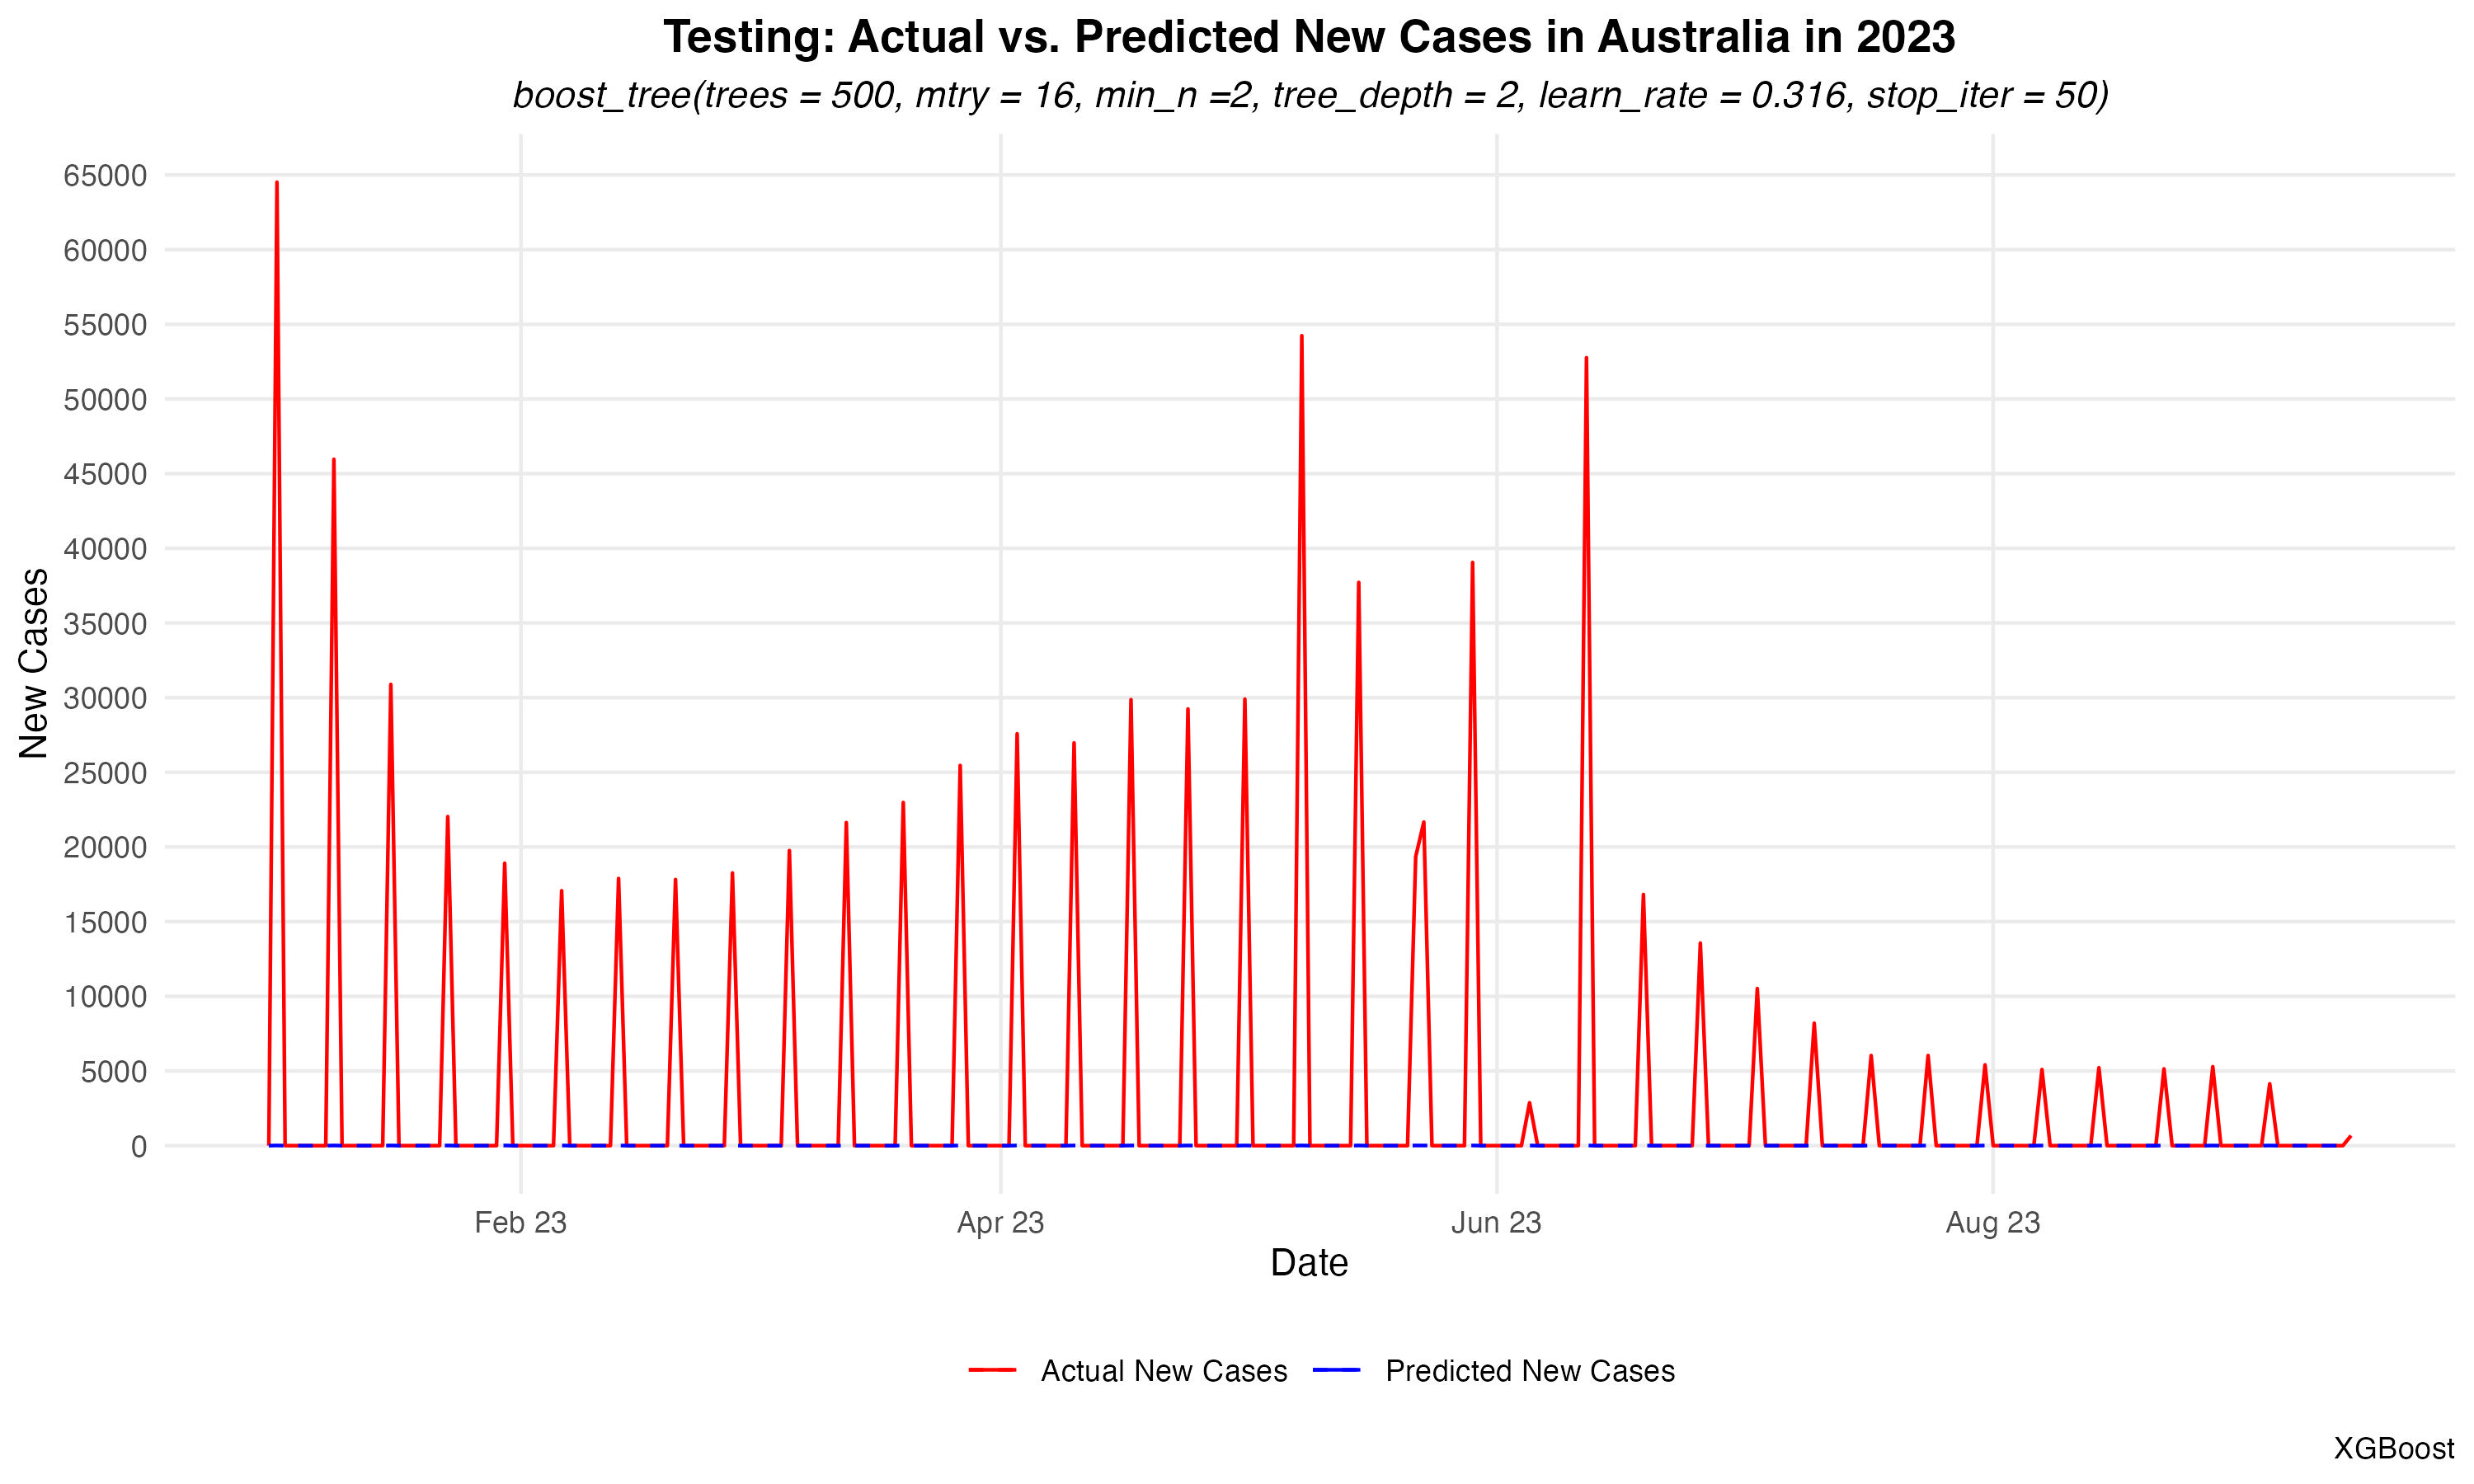 Testing: Actual vs. Predicted New Cases in Australia in 2023
boost_tree(trees = 500, mtry = 16, min_n =2, tree_depth = 2, learn_rate = 0.316, stop_iter = 50)
New Cases
65000
60000
55000
50000
45000
40000
35000
30000
25000
20000
15000
10000
5000
0
Feb 23 Apr 23 Jun 23 Aug 23
Date
Actual New Cases Predicted New Cases
XGBoost